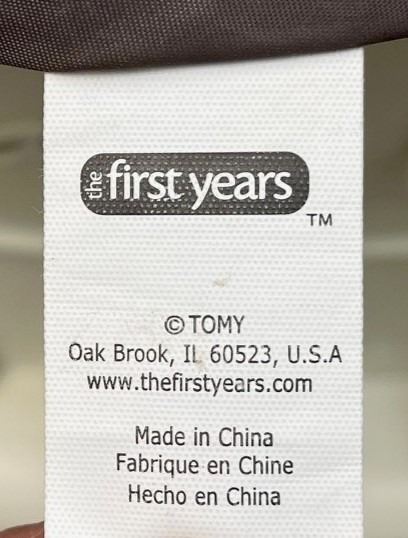 the first years
TM
© TOMY
Oak Brook, IL 60523, U.S.A
www.thefirstyears.com
Made in China
Fabrique en Chine
Hecho en China